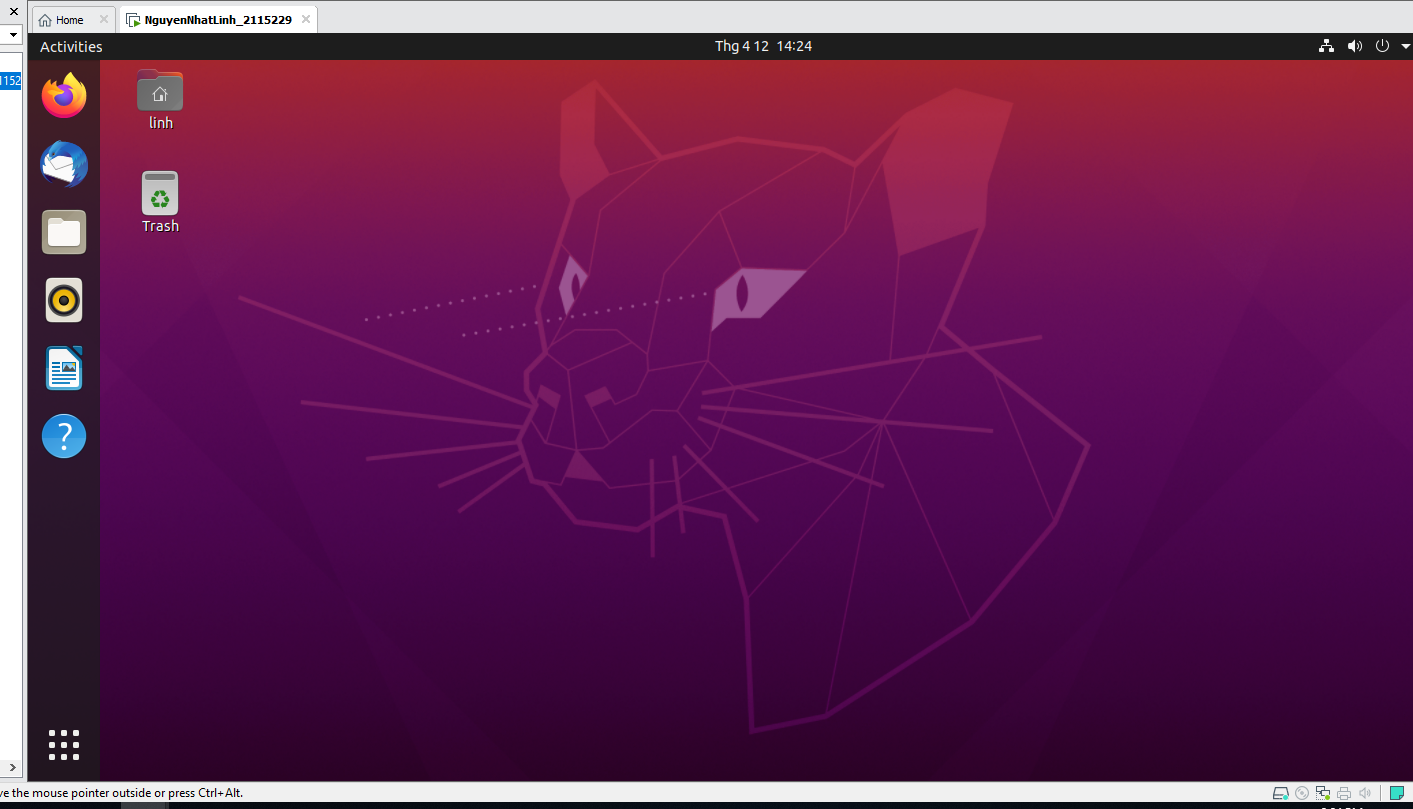 Home
NguyenNhatLinh_2115229
Activities
Thg 4 12 14:24
1152
linh
Trash
?
ve the mouse pointer outside or press Ctrl+Alt.